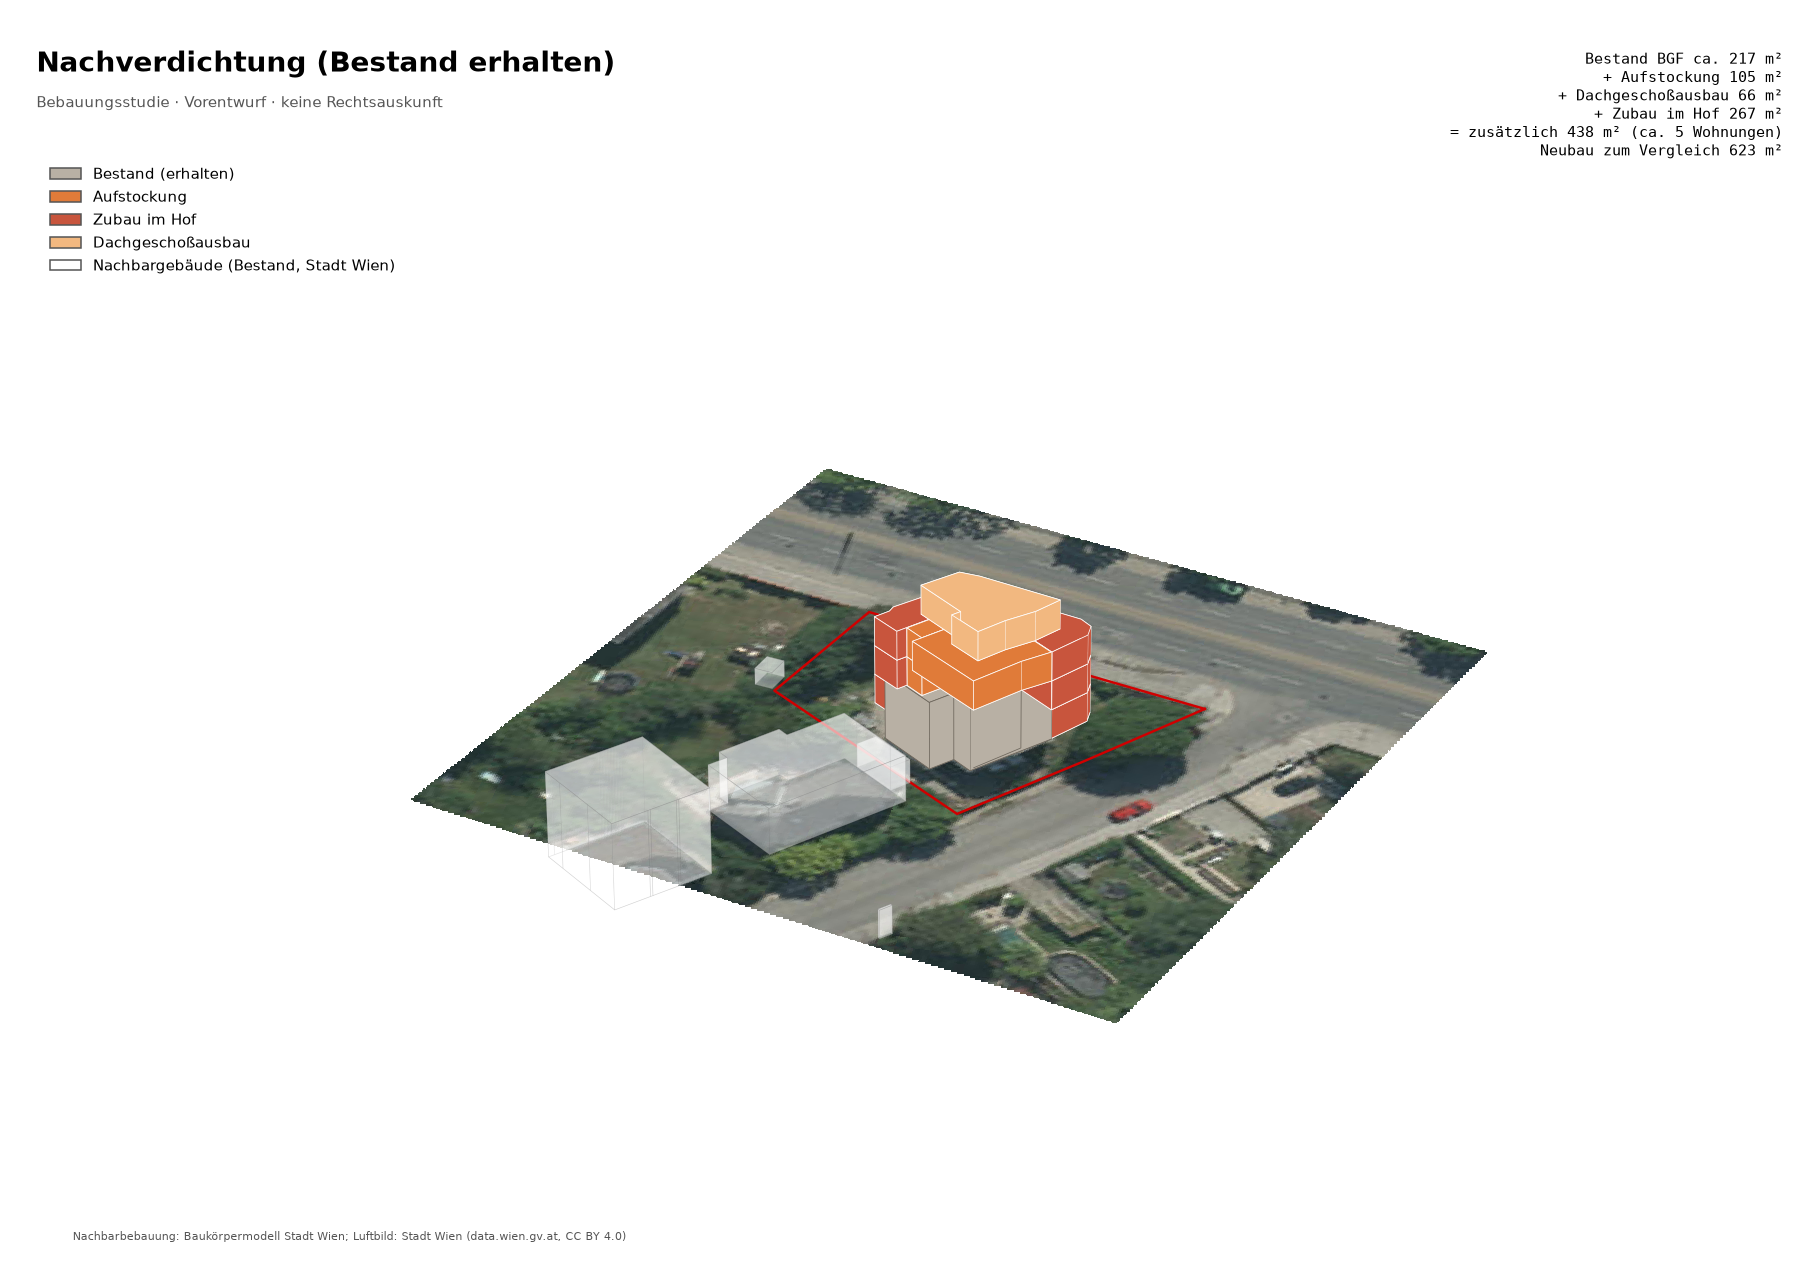 Nachverdichtung (Bestand erhalten)
Bebauungsstudie · Vorentwurf · keine Rechtsauskunft
Bestand BGF ca. 217 m²
+ Aufstockung 105 m²
+ Dachgeschoßausbau 66 m²
+ Zubau im Hof 267 m²
= zusätzlich 438 m² (ca. 5 Wohnungen)
Neubau zum Vergleich 623 m²
Bestand (erhalten)
Aufstockung
Zubau im Hof
Dachgeschoßausbau
Nachbargebäude (Bestand, Stadt Wien)
Nachbarbebauung: Baukörpermodell Stadt Wien; Luftbild: Stadt Wien (data.wien.gv.at, CC BY 4.0)